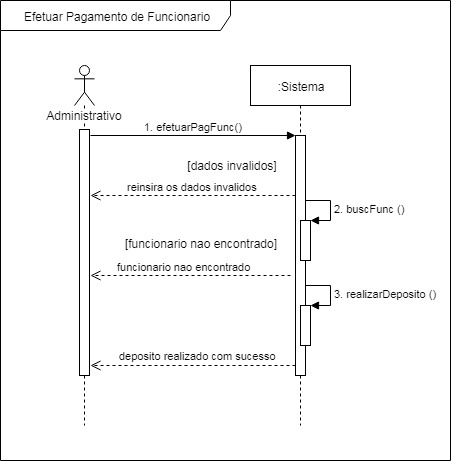 Efetuar Pagamento de Funcionario
:Sistema
Administrativo
1. efetuarPagFunc()
[dados invalidos]
reinsira os dados invalidos
2. buscFunc ()
[funcionario nao encontrado]
funcionario nao encontrado
3. realizarDeposito ()
deposito realizado com sucesso